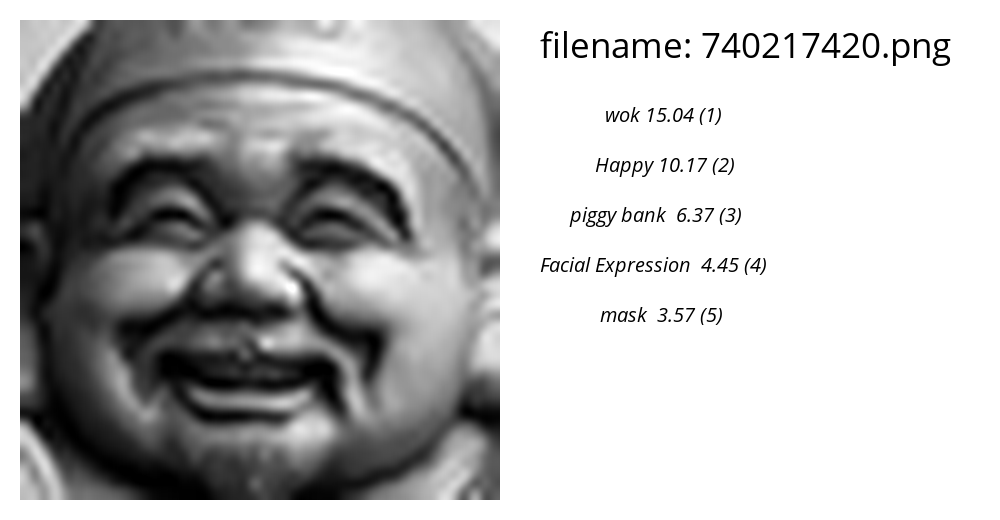 filename: 740217420.png
wok 15.04 (1)
Happy 10.17 (2)
piggy bank 6.37 (3)
Facial Expression 4.45 (4)
mask 3.57 (5)